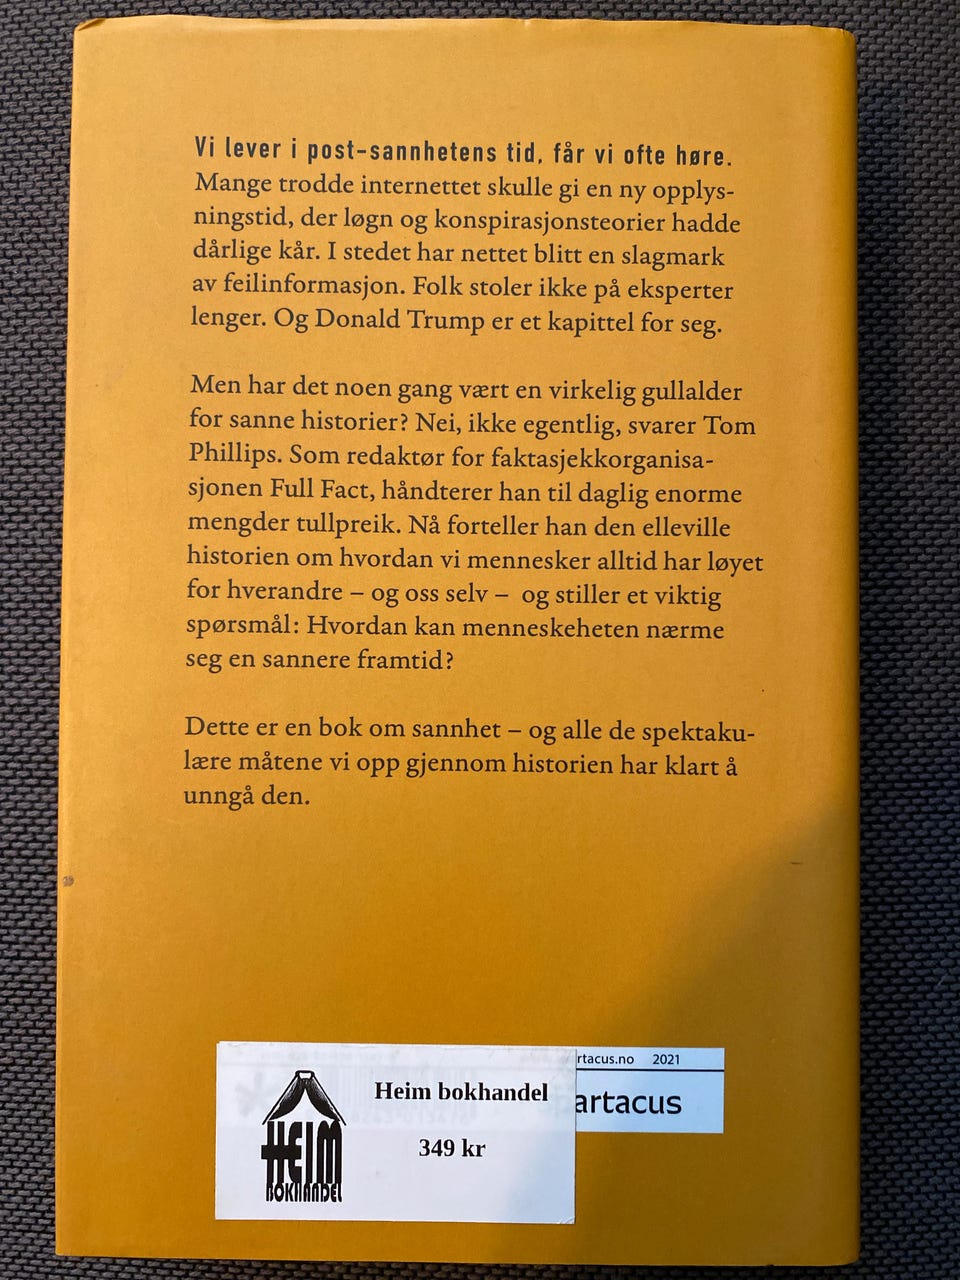 Vi lever i post-sannhetens tid, får vi ofte høre.
Mange trodde internettet skulle gi en ny opplys-
ningstid, der løgn og konspirasjonsteorier hadde
dårlige kår. I stedet har nettet blitt en slagmark
av feilinformasjon. Folk stoler ikke på eksperter
lenger. Og Donald Trump er et kapittel for seg.
Men har det noen gang vært en virkelig gullalder
for sanne historier? Nei, ikke egentlig, svarer Tom
Phillips. Som redaktør for faktasjekkorganisa-
sjonen Full Fact, håndterer han til daglig enorme
mengder tullpreik. Nå forteller han den elleville
historien om hvordan vi mennesker alltid har løyet
for hverandre – og oss selv – og stiller et viktig
spørsmål: Hvordan kan menneskeheten nærme
seg en sannere framtid?
Dette er en bok om sannhet – og alle de spektaku-
lære måtene vi opp gjennom historien har klart å
unngå den.
rtacus.no 2021
artacus
Heim bokhandel
349 kr
HEIM
BOKHANDEL